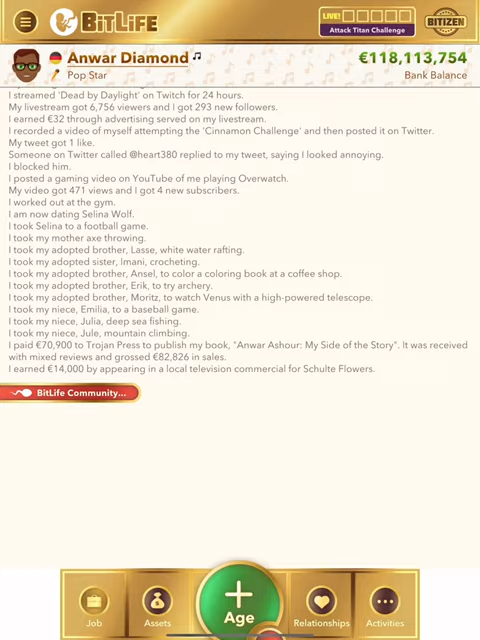 BITLIFE
LIVE!
Attack Titan Challenge
BITIZEN
Anwar Diamond
€118,113,754
Pop Star
Bank Balance
I streamed 'Dead by Daylight' on Twitch for 24 hours.
My livestream got 6,756 viewers and I got 293 new followers.
I earned €32 through advertising served on my livestream.
I recorded a video of myself attempting the 'Cinnamon Challenge' and then posted it on Twitter.
My tweet got 1 like.
Someone on Twitter called @heart380 replied to my tweet, saying I looked annoying.
I blocked him.
I posted a gaming video on YouTube of me playing Overwatch.
My video got 471 views and I got 4 new subscribers.
I worked out at the gym.
I am now dating Selina Wolf.
I took Selina to a football game.
I took my mother axe throwing.
I took my adopted brother, Lasse, white water rafting.
I took my adopted sister, Imani, crocheting.
I took my adopted brother, Ansel, to color a coloring book at a coffee shop.
I took my adopted brother, Erik, to try archery.
I took my adopted brother, Moritz, to watch Venus with a high-powered telescope.
I took my niece, Emilia, to a baseball game.
I took my niece, Julia, deep sea fishing.
I took my niece, Jule, mountain climbing.
I paid €70,900 to Trojan Press to publish my book, "Anwar Ashour: My Side of the Story". It was received
with mixed reviews and grossed €82,826 in sales.
I earned €14,000 by appearing in a local television commercial for Schulte Flowers.
BitLife Community...
Job
Assets
+
Age
Relationships
Activities